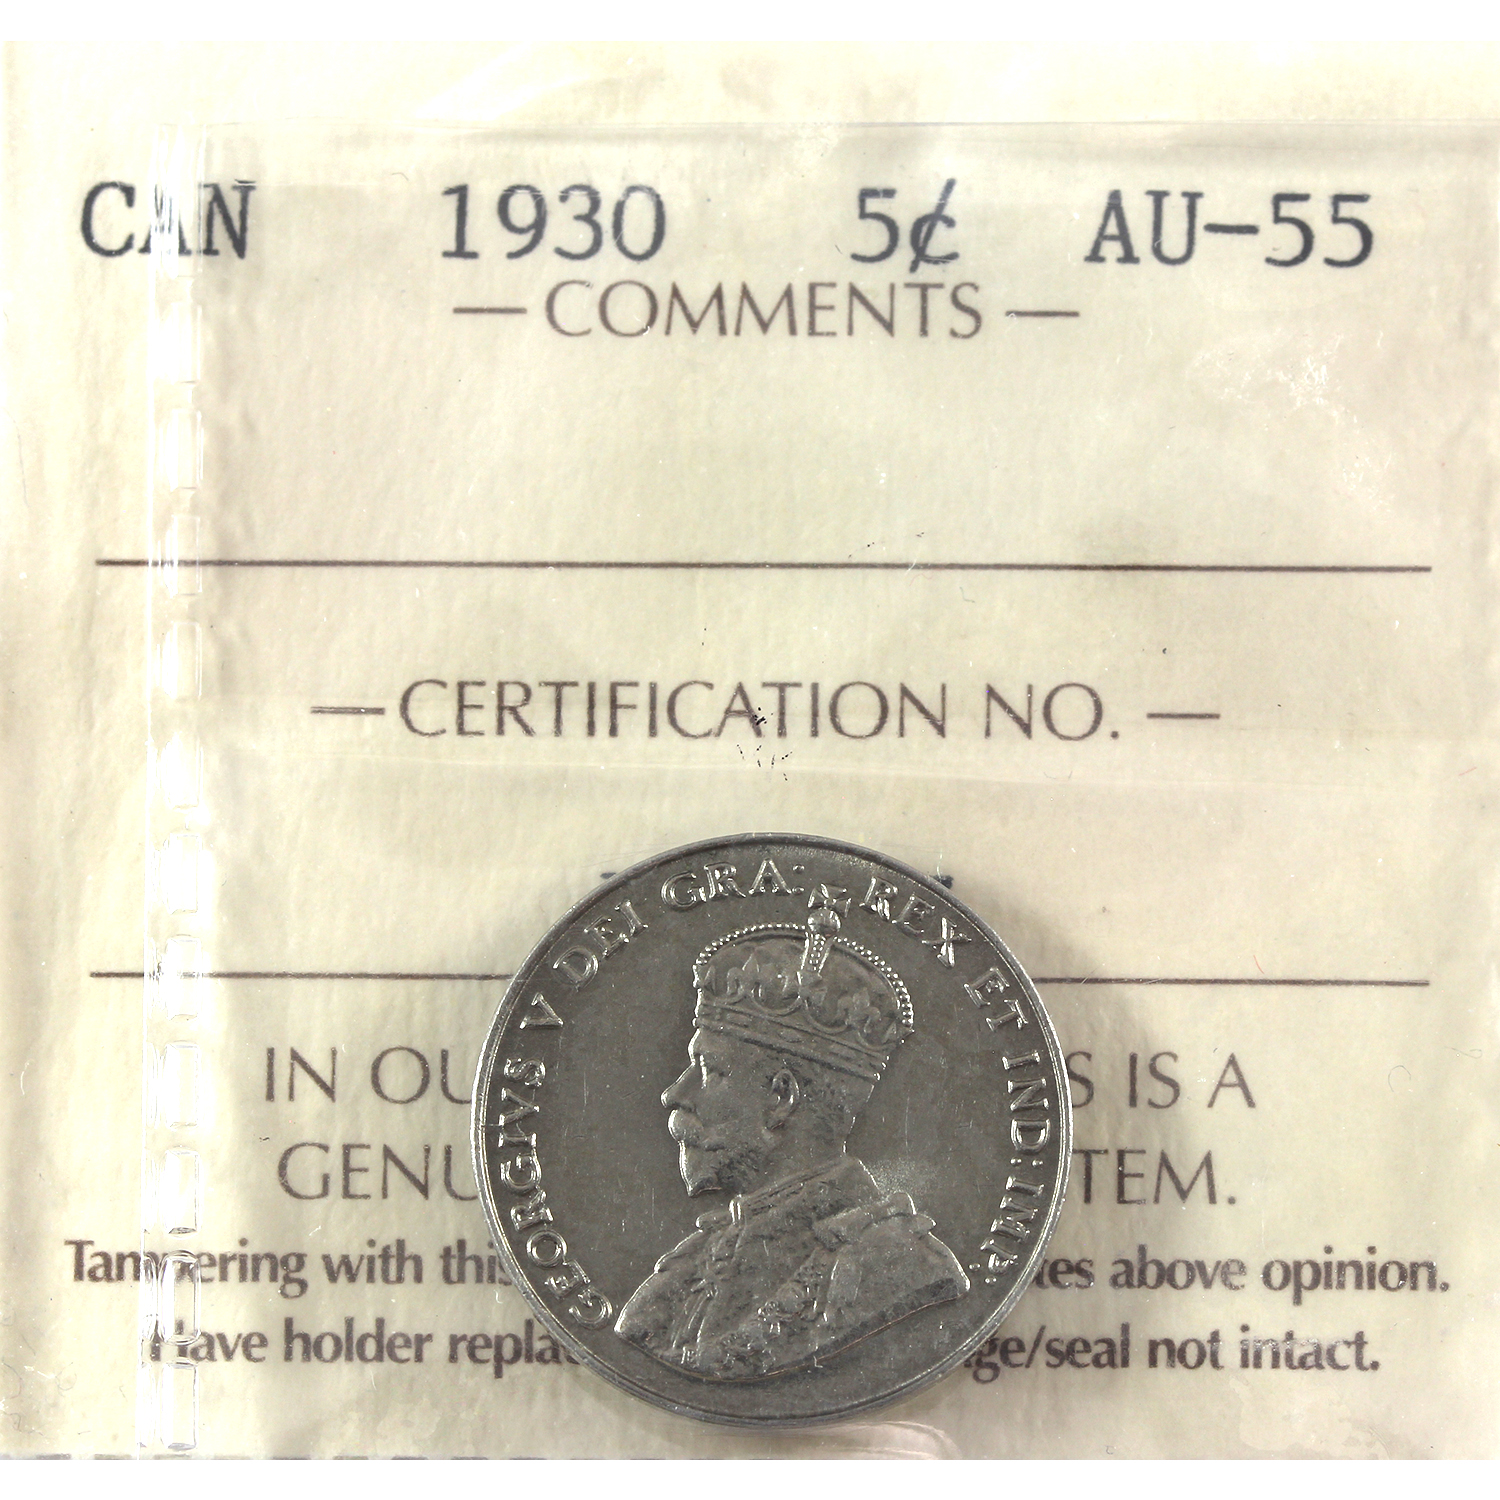 CAN 1930 5¢ AU-55
— COMMENTS —
— CERTIFICATION NO. —
GEORGIVS V DEI GRA: REX ET IND: IMP:
IN OU S IS A
GENU TEM.
Tampering with this tes above opinion.
Have holder repla ge/seal not intact.